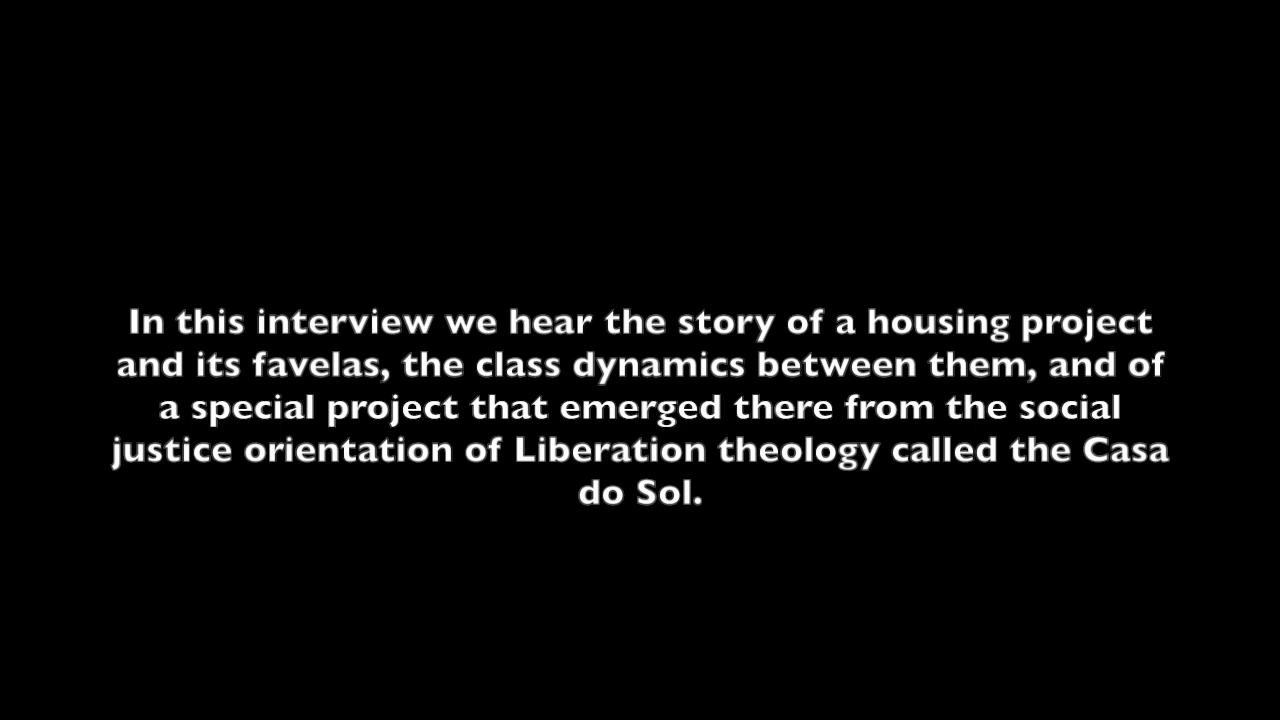 In this interview we hear the story of a housing project
and its favelas, the class dynamics between them, and of
a special project that emerged there from the social
justice orientation of Liberation theology called the Casa
do Sol.